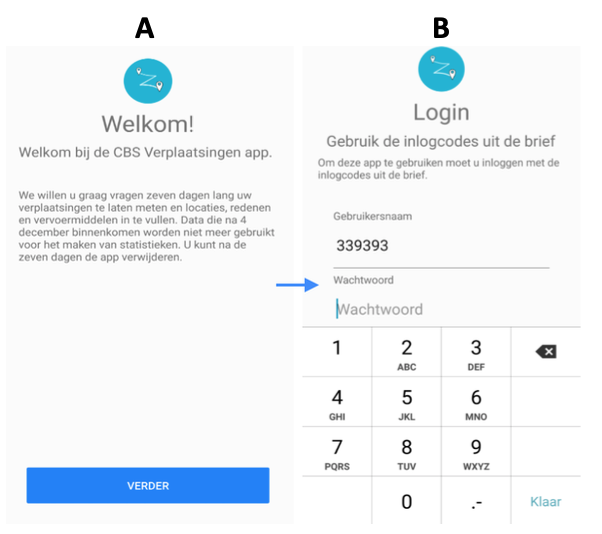 A
Welkom!
Welkom bij de CBS Verplaatsingen app.
We willen u graag vragen zeven dagen lang uw
verplaatsingen te laten meten en locaties, redenen
en vervoermiddelen in te vullen. Data die na 4
december binnenkomen worden niet meer gebruikt
voor het maken van statistieken. U kunt na de
zeven dagen de app verwijderen.
VERDER
B
Login
Gebruik de inlogcodes uit de brief
Om deze app te gebruiken moet u inloggen met de
inlogcodes uit de brief.
Gebruikersnaam
339393
Wachtwoord
Wachtwoord
1 2 3
ABC DEF
4 5 6
GHI JKL MNO
7 8 9
PQRS TUV WXYZ
0 .- Klaar